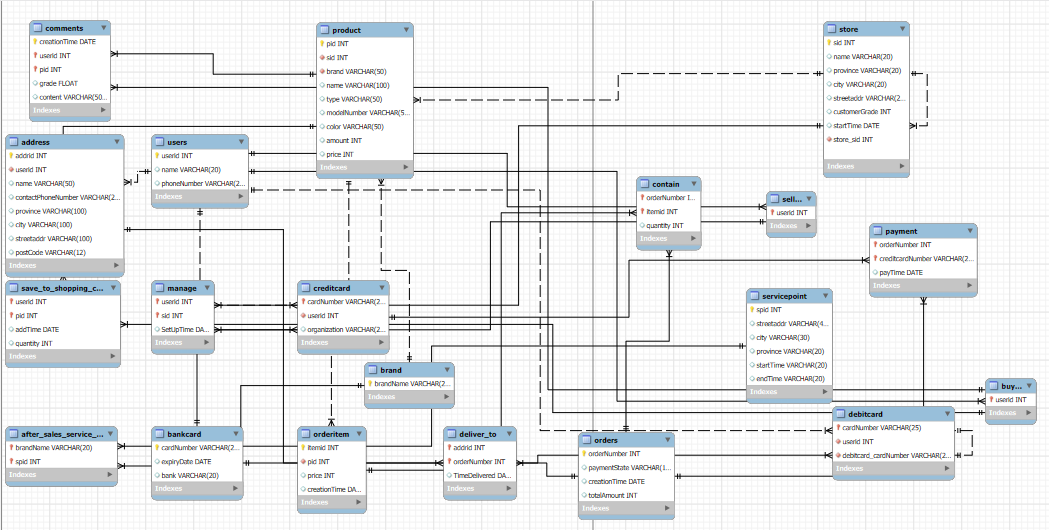 comments
creationTime DATE
userid INT
pid INT
grade FLOAT
content VARCHAR(50...
Indexes
product
pid INT
sid INT
brand VARCHAR(50)
name VARCHAR(100)
type VARCHAR(50)
modelNumber VARCHAR(5...
color VARCHAR(50)
amount INT
price INT
Indexes
store
sid INT
name VARCHAR(20)
province VARCHAR(20)
city VARCHAR(20)
streetaddr VARCHAR(2...
customerGrade INT
startTime DATE
store_sid INT
Indexes
address
addrid INT
userid INT
name VARCHAR(50)
contactPhoneNumber VARCHAR(2...
province VARCHAR(100)
city VARCHAR(100)
streetaddr VARCHAR(100)
postCode VARCHAR(12)
Indexes
users
userid INT
name VARCHAR(20)
phoneNumber VARCHAR(2...
Indexes
contain
orderNumber I...
itemid INT
quantity INT
Indexes
sell...
userid INT
Indexes
payment
orderNumber INT
creditcardNumber VARCHAR(2...
payTime DATE
Indexes
save_to_shopping_c...
userid INT
pid INT
addTime DATE
quantity INT
Indexes
manage
userid INT
sid INT
SetUpTime DA...
Indexes
creditcard
cardNumber VARCHAR(2...
userid INT
organization VARCHAR(2...
Indexes
servicepoint
spid INT
streetaddr VARCHAR(4...
city VARCHAR(30)
province VARCHAR(20)
startTime VARCHAR(20)
endTime VARCHAR(20)
Indexes
brand
brandName VARCHAR(2...
Indexes
buy...
userid INT
Indexes
after_sales_service_...
brandName VARCHAR(20)
spid INT
Indexes
bankcard
cardNumber VARCHAR(2...
expiryDate DATE
bank VARCHAR(20)
Indexes
orderitem
itemid INT
pid INT
price INT
creationTime DA...
Indexes
deliver_to
addrid INT
orderNumber INT
TimeDelivered DA...
Indexes
orders
orderNumber INT
paymentState VARCHAR(1...
creationTime DATE
totalAmount INT
Indexes
debitcard
cardNumber VARCHAR(25)
userid INT
debitcard_cardNumber VARCHAR(2...
Indexes